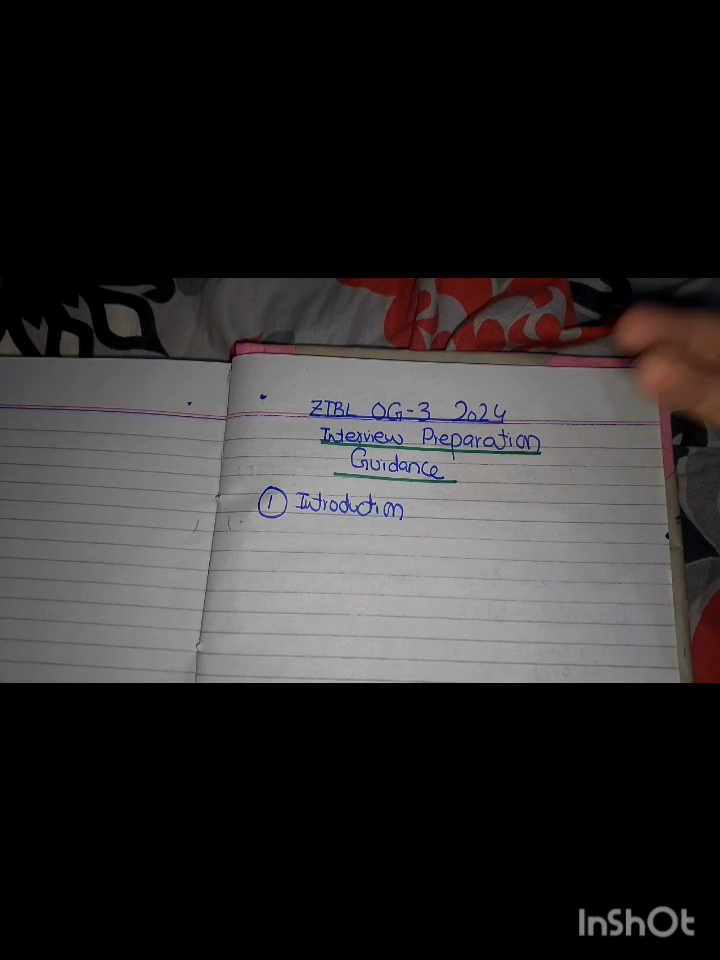 ZTBL OG-3 2024
Interview Preparation
Guidance
① Introduction
InShOt